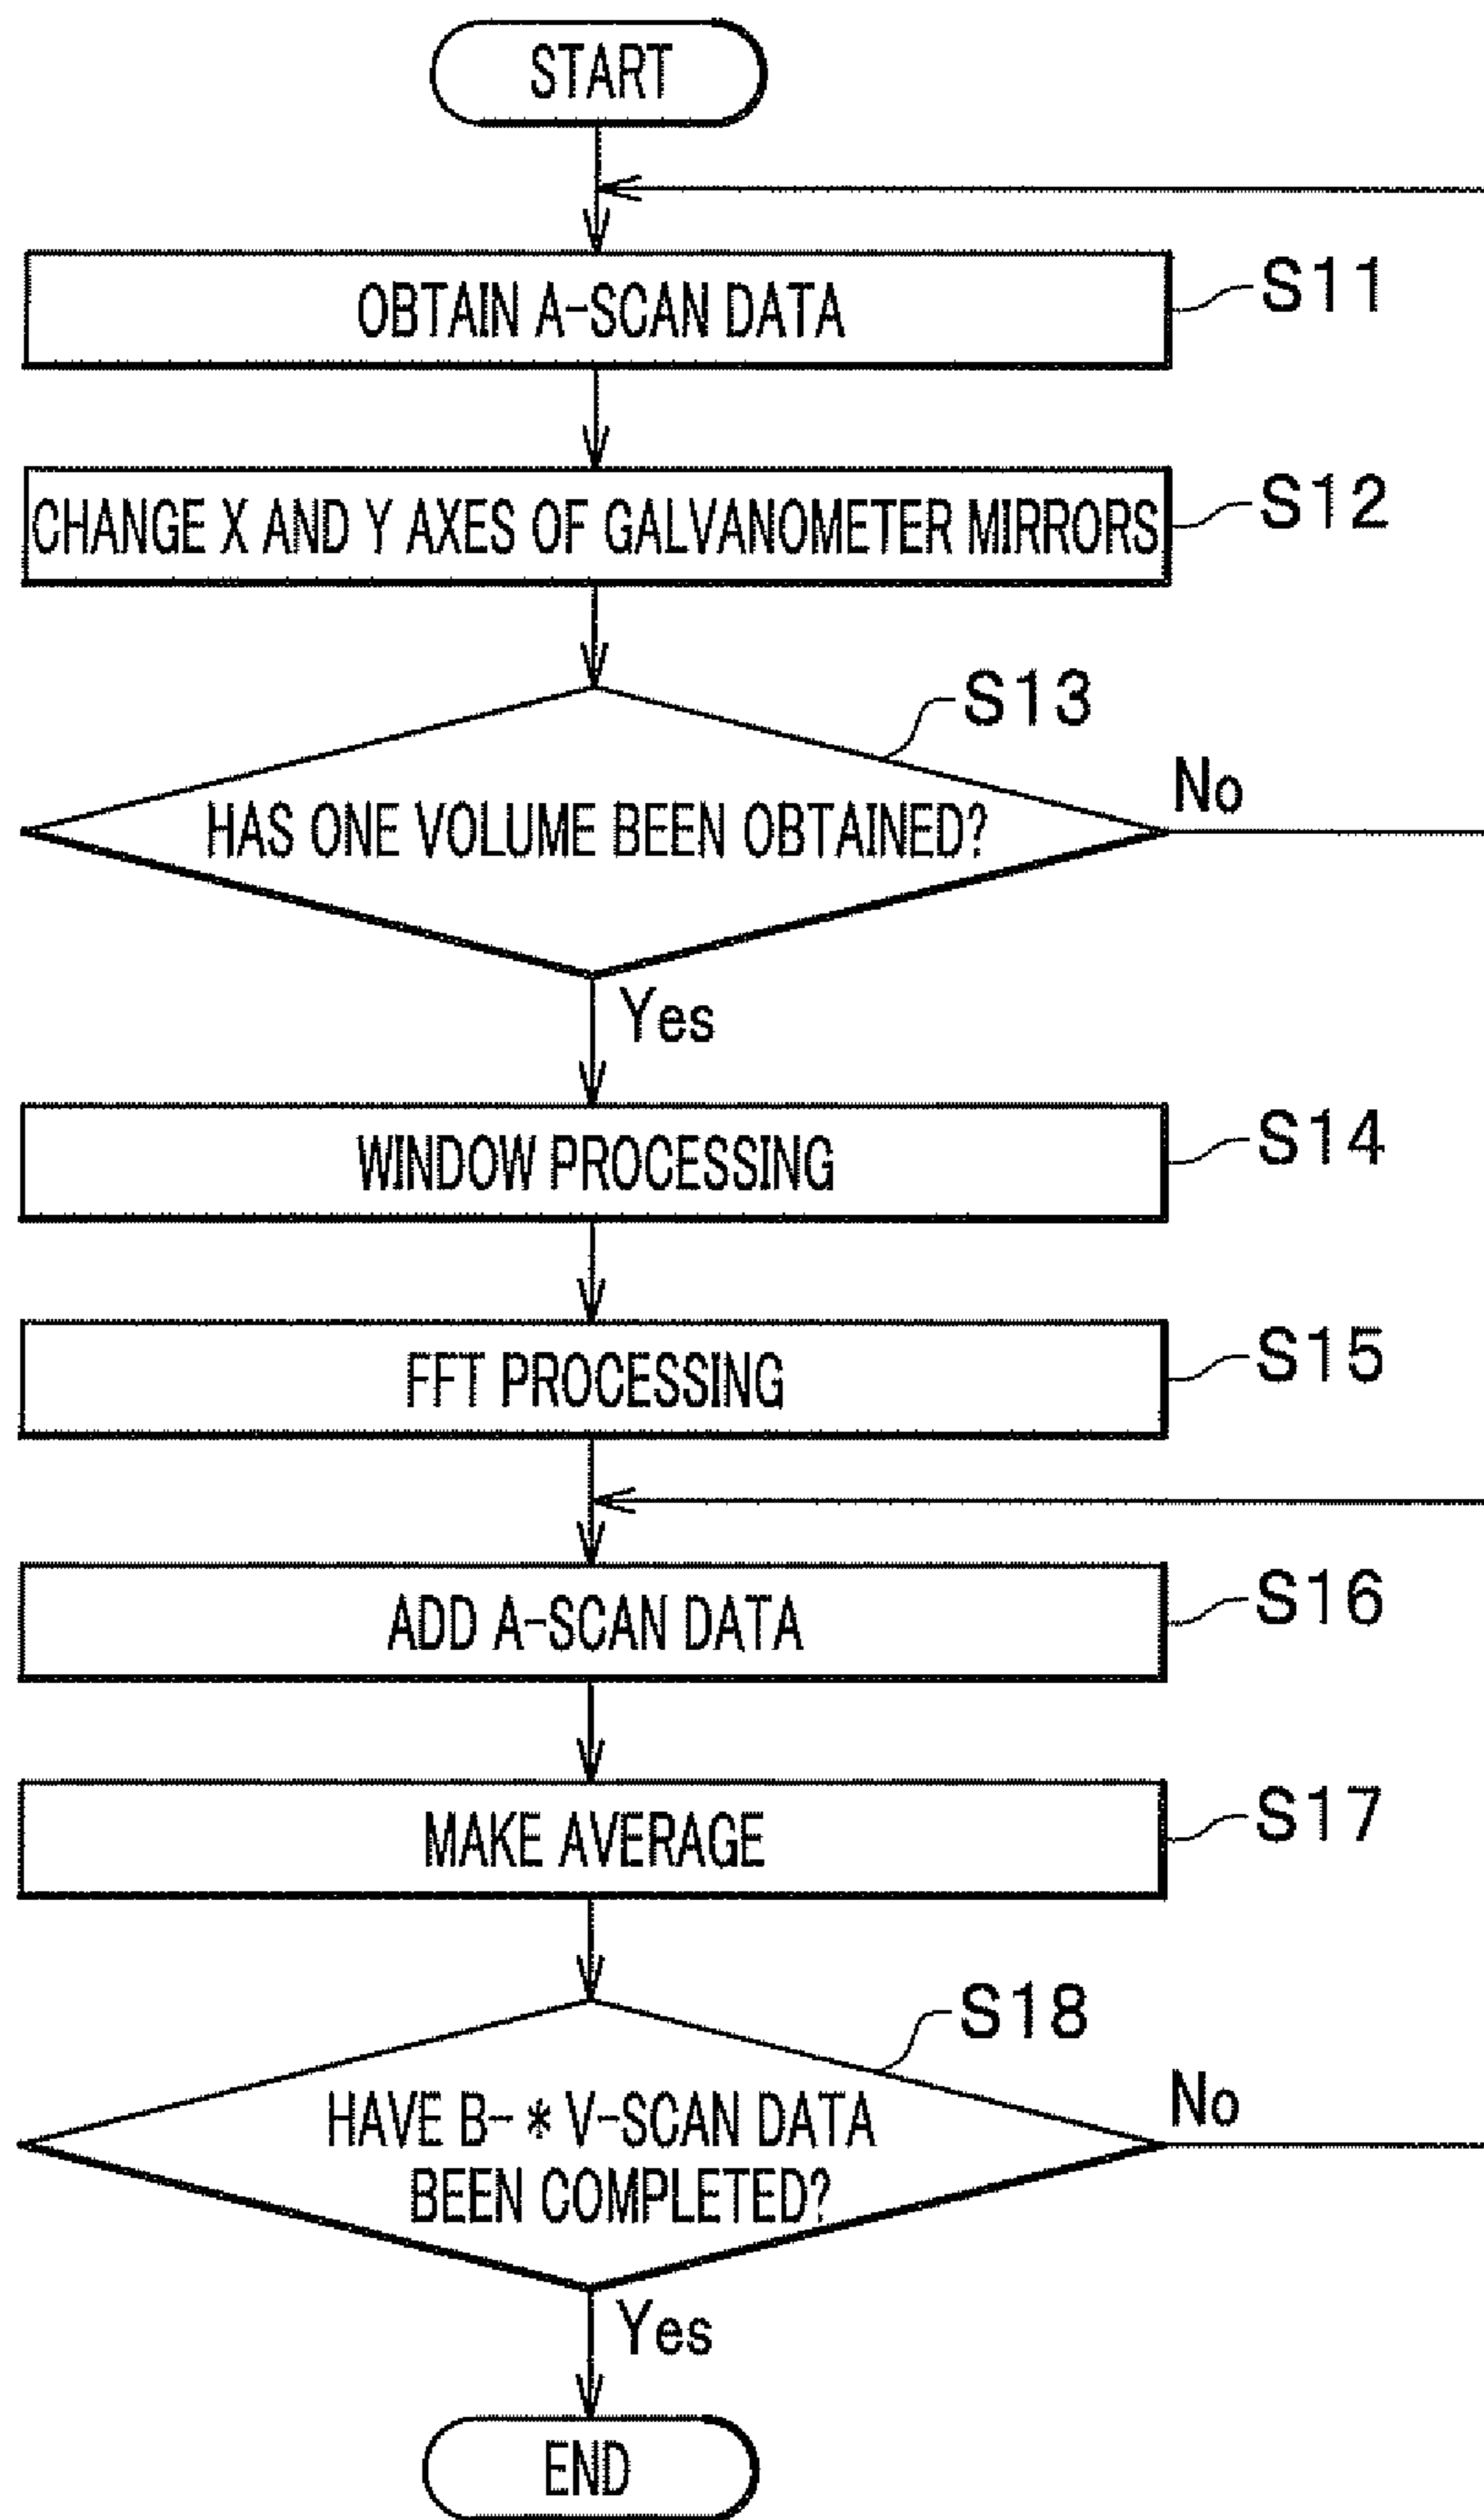 START
OBTAIN A-SCAN DATA
S11
CHANGE X AND Y AXES OF GALVANOMETER MIRRORS
S12
S13
HAS ONE VOLUME BEEN OBTAINED?
No
Yes
WINDOW PROCESSING
S14
FFT PROCESSING
S15
ADD A-SCAN DATA
S16
MAKE AVERAGE
S17
S18
HAVE B- * V-SCAN DATA
BEEN COMPLETED?
No
Yes
END